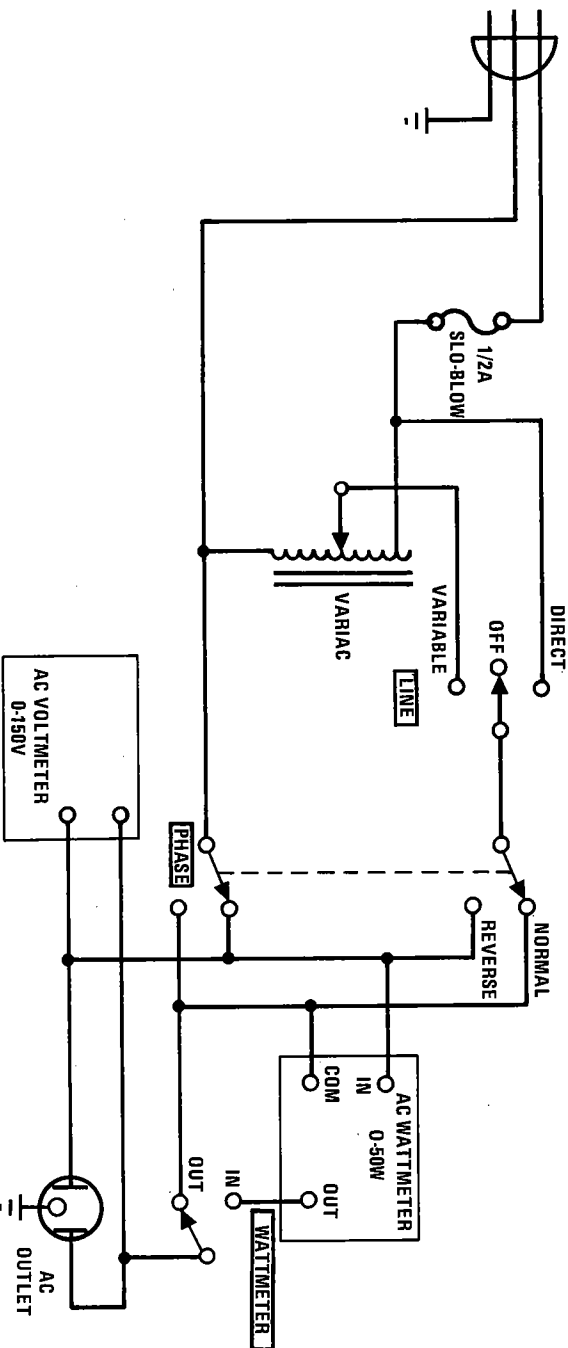 1/2A
SLO-BLOW
DIRECT
OFF
VARIABLE
LINE
VARIAC
NORMAL
REVERSE
PHASE
AC VOLTMETER
0-150V
AC WATTMETER
0-50W
IN
COM
OUT
IN
OUT
WATTMETER
AC
OUTLET